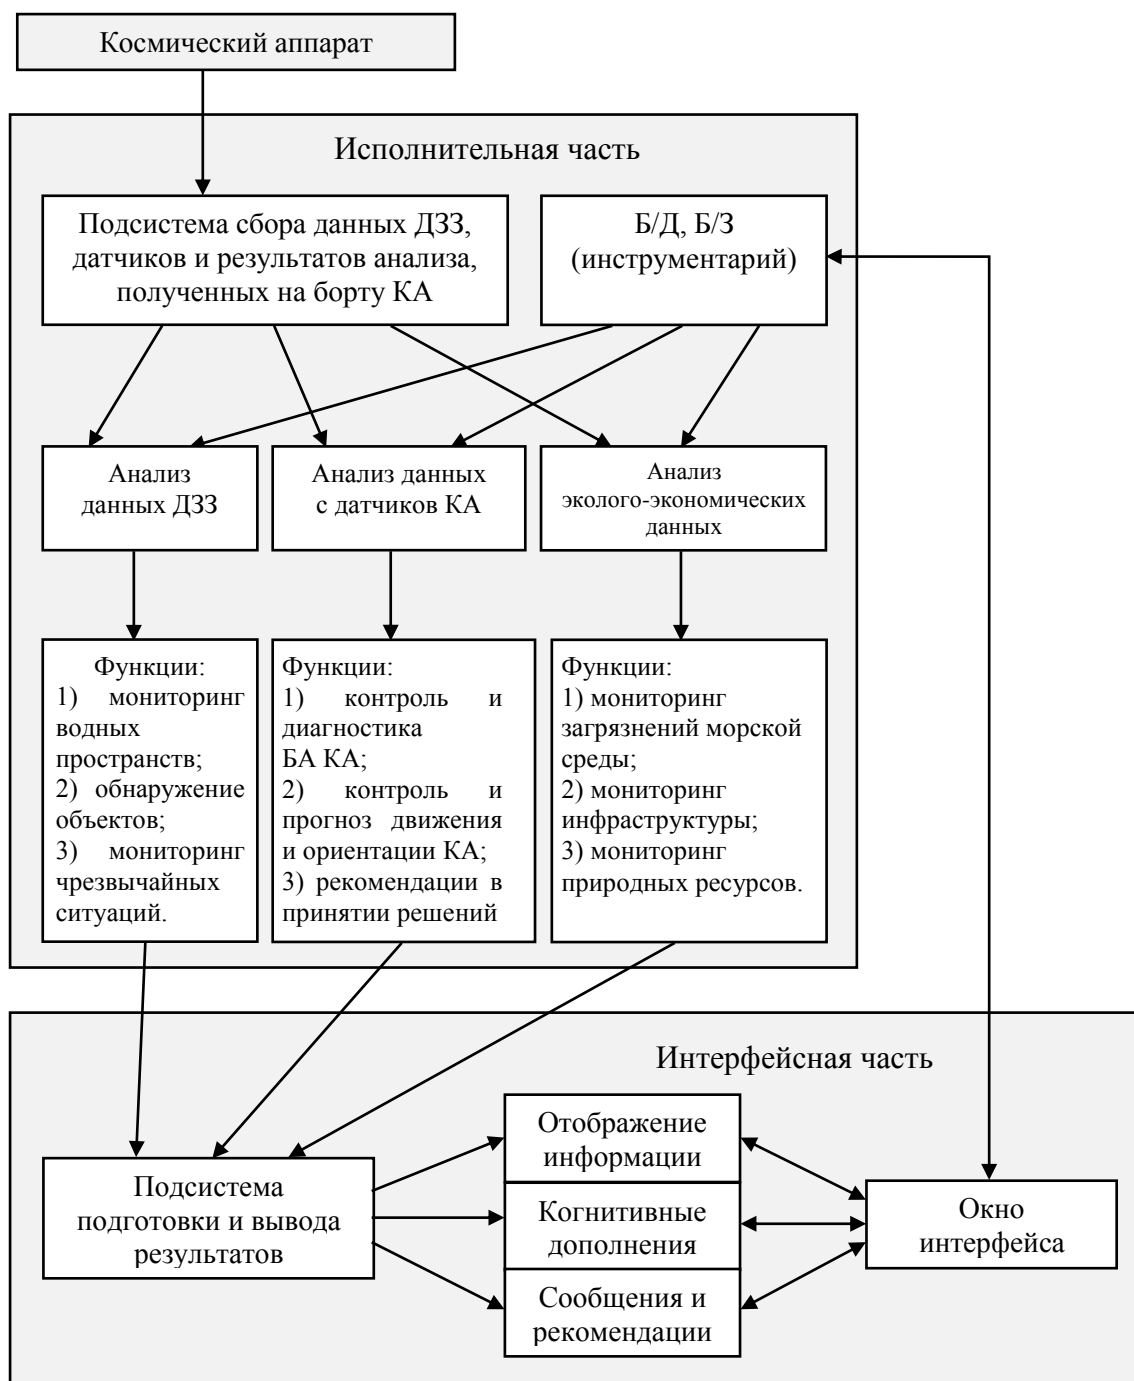 Космический аппарат
Исполнительная часть
Подсистема сбора данных ДЗЗ,
датчиков и результатов анализа,
полученных на борту КА
Б/Д, Б/З
(инструментарий)
Анализ
данных ДЗЗ
Анализ данных
с датчиков КА
Анализ
эколого-экономических
данных
Функции:
1) мониторинг
водных
пространств;
2) обнаружение
объектов;
3) мониторинг
чрезвычайных
ситуаций.
Функции:
1) контроль и
диагностика
БА КА;
2) контроль и
прогноз движения
и ориентации КА;
3) рекомендации в
принятии решений
Функции:
1) мониторинг
загрязнений морской
среды;
2) мониторинг
инфраструктуры;
3) мониторинг
природных ресурсов.
Интерфейсная часть
Подсистема
подготовки и вывода
результатов
Отображение
информации
Когнитивные
дополнения
Сообщения и
рекомендации
Окно
интерфейса